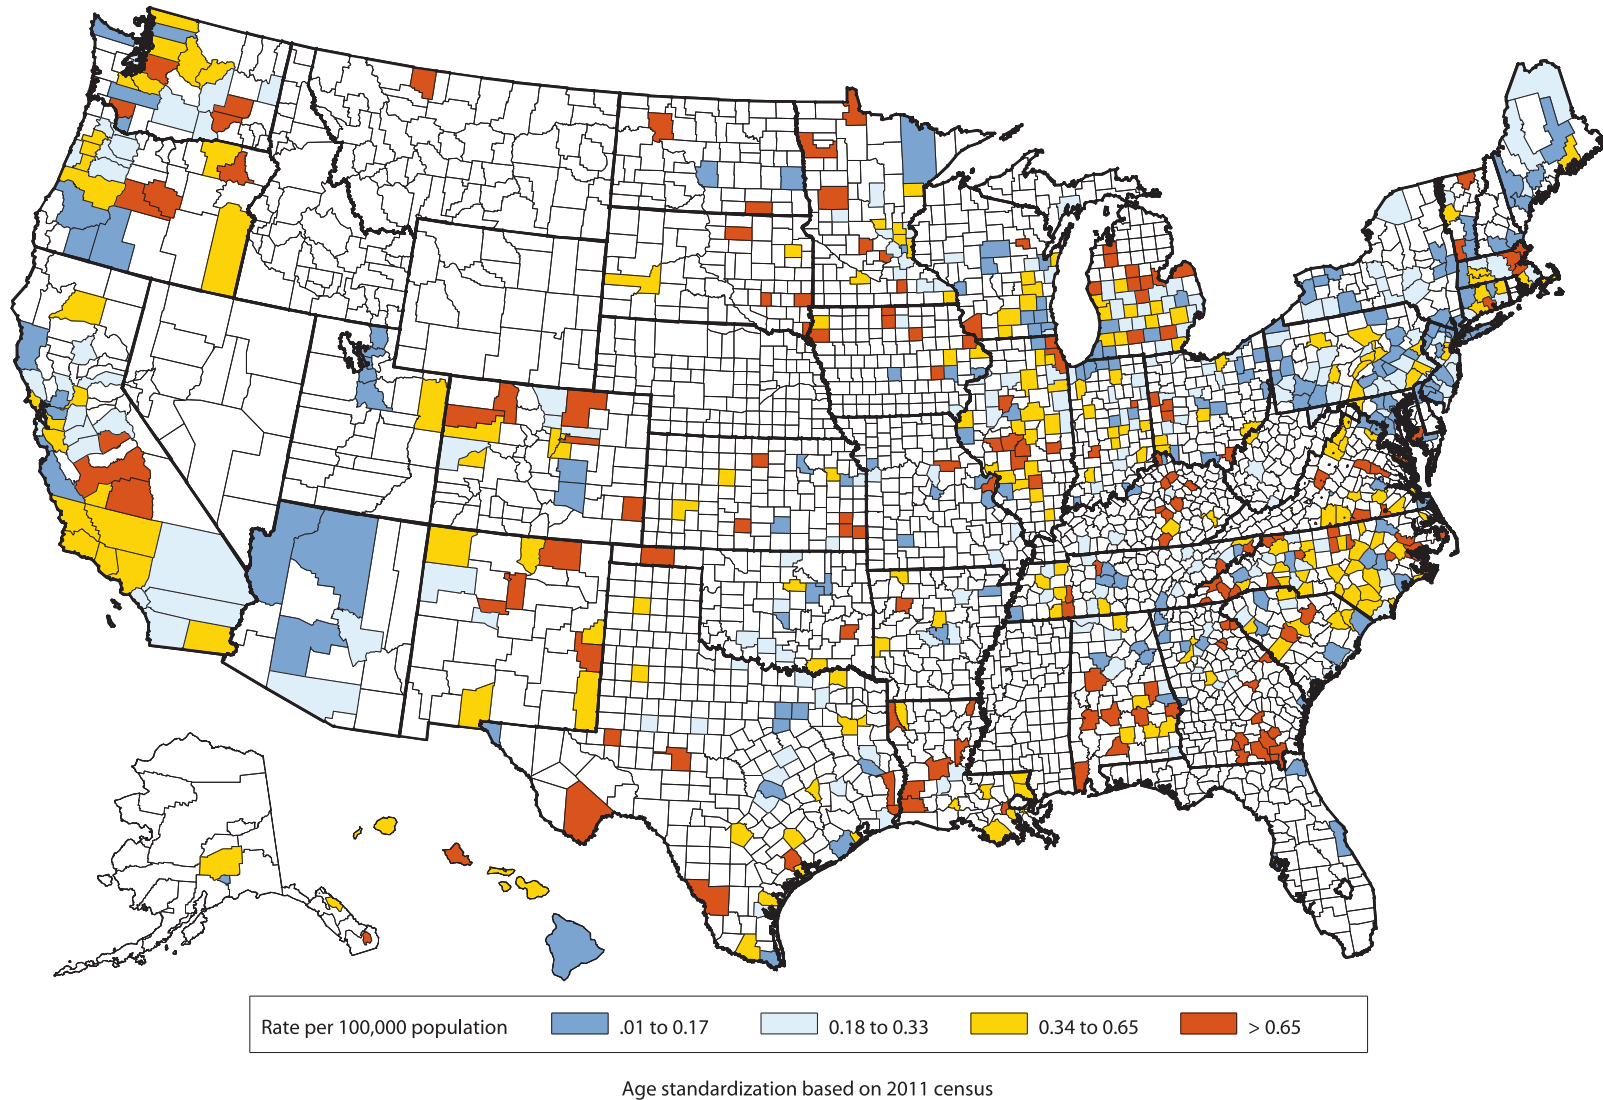 Rate per 100,000 population .01 to 0.17 0.18 to 0.33 0.34 to 0.65 > 0.65
Age standardization based on 2011 census